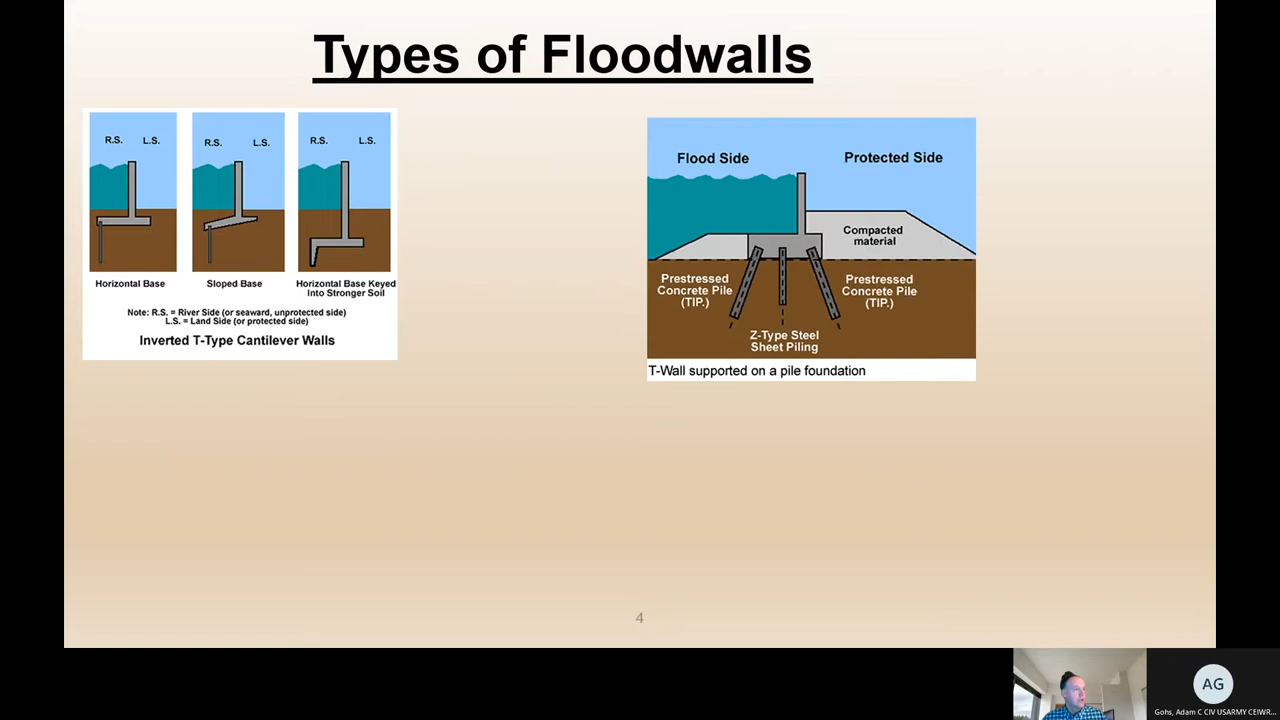 Types of Floodwalls
R.S. L.S.
R.S. L.S.
R.S. L.S.
Horizontal Base
Sloped Base
Horizontal Base Keyed
Into Stronger Soil
Note: R.S. = River Side (or seaward, unprotected side)
L.S. = Land Side (or protected side)
Inverted T-Type Cantilever Walls
Flood Side
Protected Side
Compacted
material
Prestressed
Concrete Pile
(TIP.)
Prestressed
Concrete Pile
(TIP.)
Z-Type Steel
Sheet Piling
T-Wall supported on a pile foundation
4
AG
Gohs, Adam C CIV USARMY CEIWR...